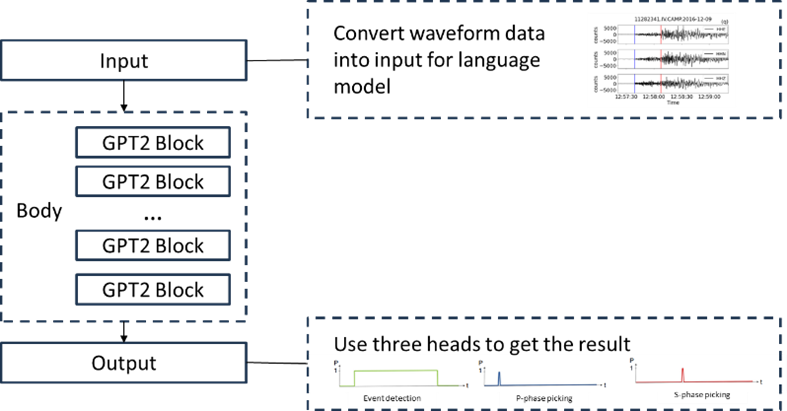 Input
Convert waveform data
into input for language
model
11282341.IV.CAMP.2016-12-09
5000
0
-5000
counts
5000
0
-5000
counts
5000
0
-5000
counts
12:57:30 12:58:00 12:58:30 12:59:00
Time
Body
GPT2 Block
GPT2 Block
...
GPT2 Block
GPT2 Block
Output
Use three heads to get the result
P
1
t
Event detection
P
1
t
P-phase picking
P
1
t
S-phase picking